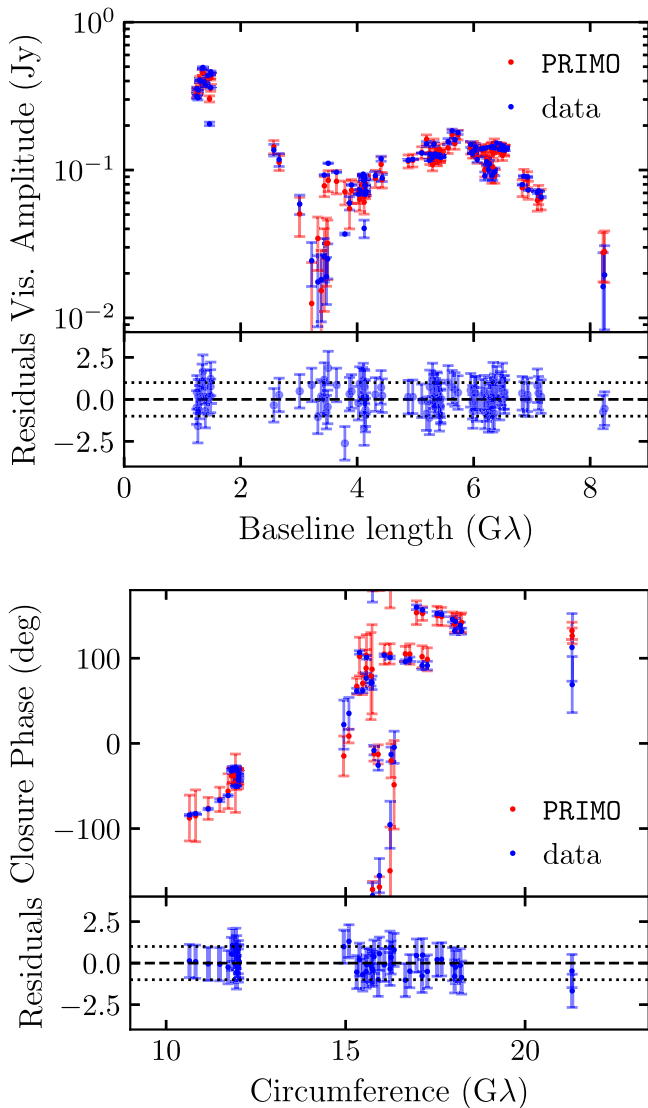 10⁰
10⁻¹
10⁻²
Vis. Amplitude (Jy)
PRIMO
data
2.5
0.0
−2.5
Residuals
0 2 4 6 8
Baseline length (Gλ)
100
0
−100
Closure Phase (deg)
PRIMO
data
2.5
0.0
−2.5
Residuals
10 15 20
Circumference (Gλ)